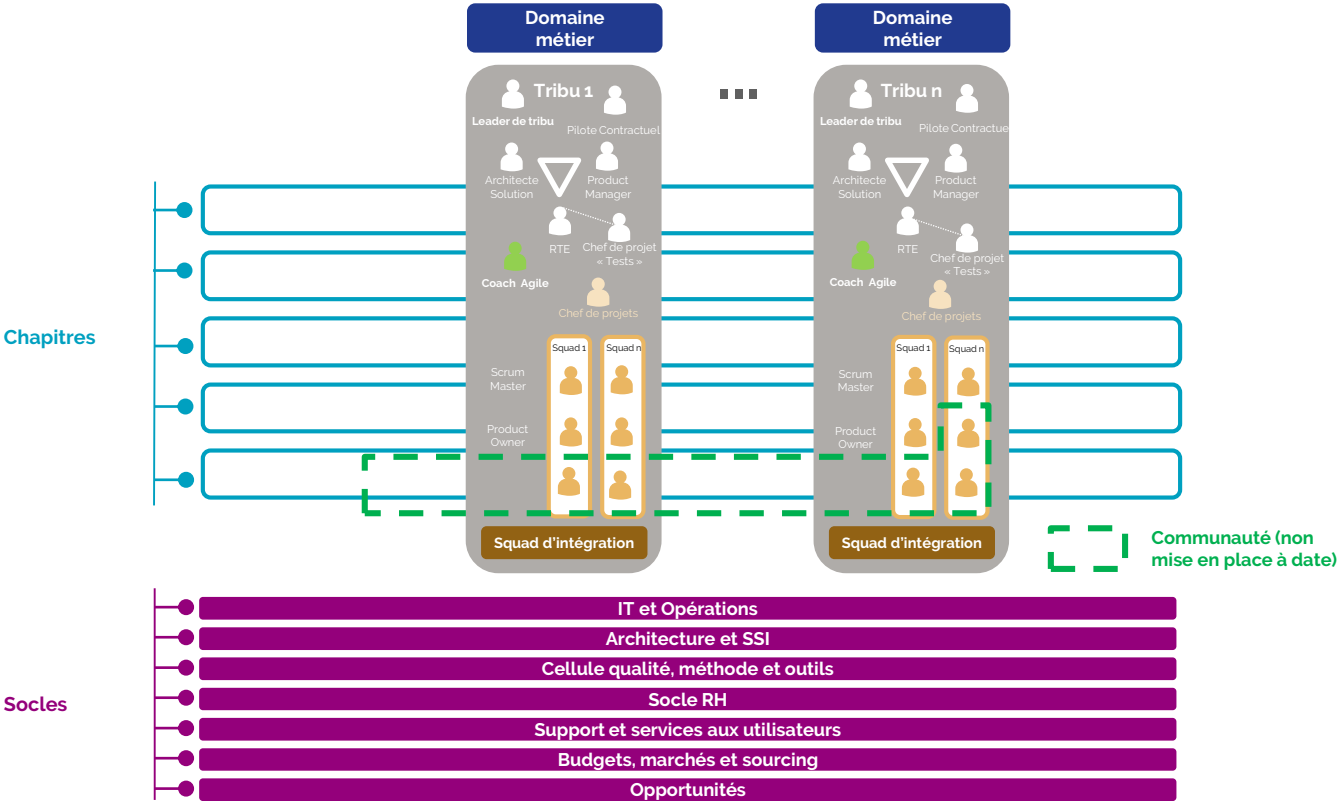 Domaine
métier
Domaine
métier
Tribu 1
Leader de tribu
Pilote Contractuel
Architecte
Solution
Product
Manager
RTE
Chef de projet
« Tests »
Coach Agile
Chef de projets
Squad 1
Squad n
Scrum
Master
Product
Owner
Squad d'intégration
Tribu n
Leader de tribu
Pilote Contractue
Architecte
Solution
Product
Manager
RTE
Chef de projet
« Tests »
Coach Agile
Chef de projets
Squad 1
Squad n
Scrum
Master
Product
Owner
Squad d'intégration
Chapitres
Communauté (non
mise en place à date)
Socles
IT et Opérations
Architecture et SSI
Cellule qualité, méthode et outils
Socle RH
Support et services aux utilisateurs
Budgets, marchés et sourcing
Opportunités